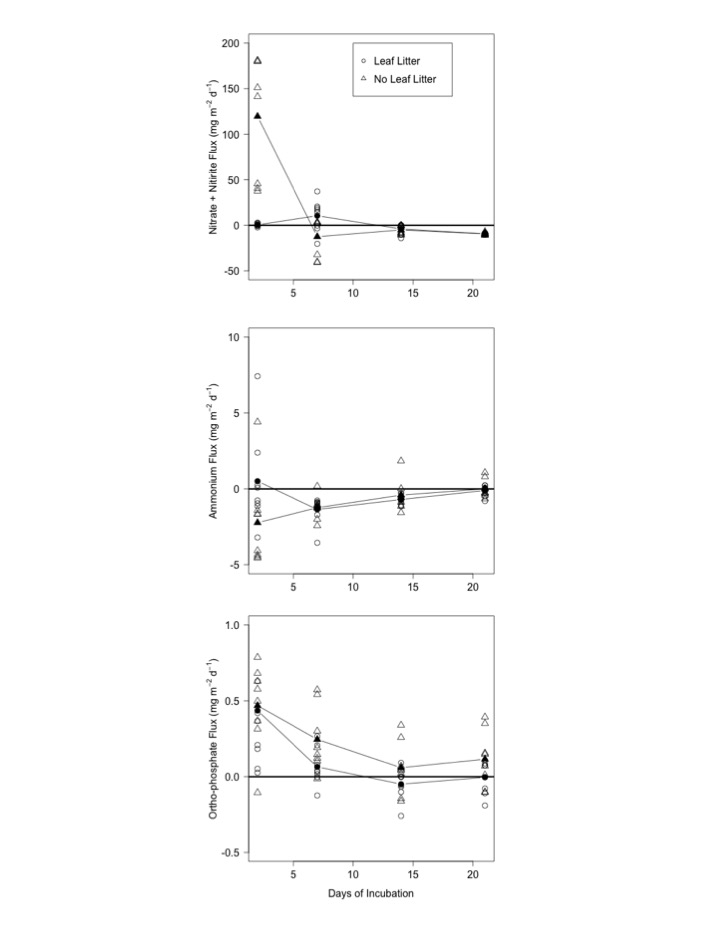 200
150
100
50
0
-50
Nitrate + Nitirite Flux (mg m⁻² d⁻¹)
Leaf Litter
No Leaf Litter
5 10 15 20
10
5
0
-5
Ammonium Flux (mg m⁻² d⁻¹)
5 10 15 20
1.0
0.5
0.0
-0.5
Ortho-phosphate Flux (mg m⁻² d⁻¹)
5 10 15 20
Days of Incubation